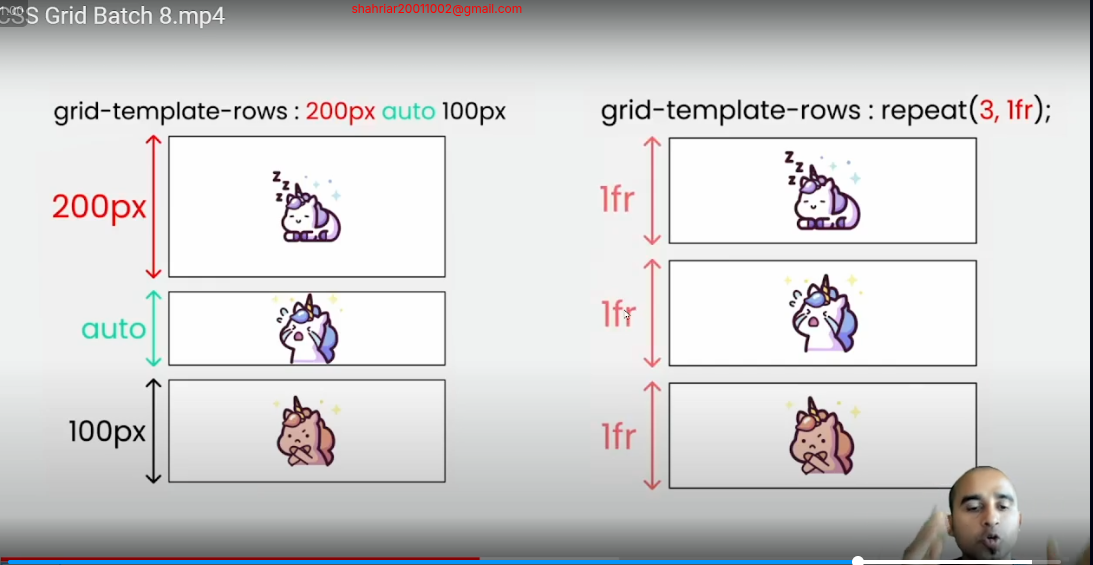 CSS Grid Batch 8.mp4
shahriar20011002@gmail.com
grid-template-rows : 200px auto 100px
200px
z
z
z
auto
100px
grid-template-rows : repeat(3, 1fr);
1fr
z
z
z
1fr
1fr